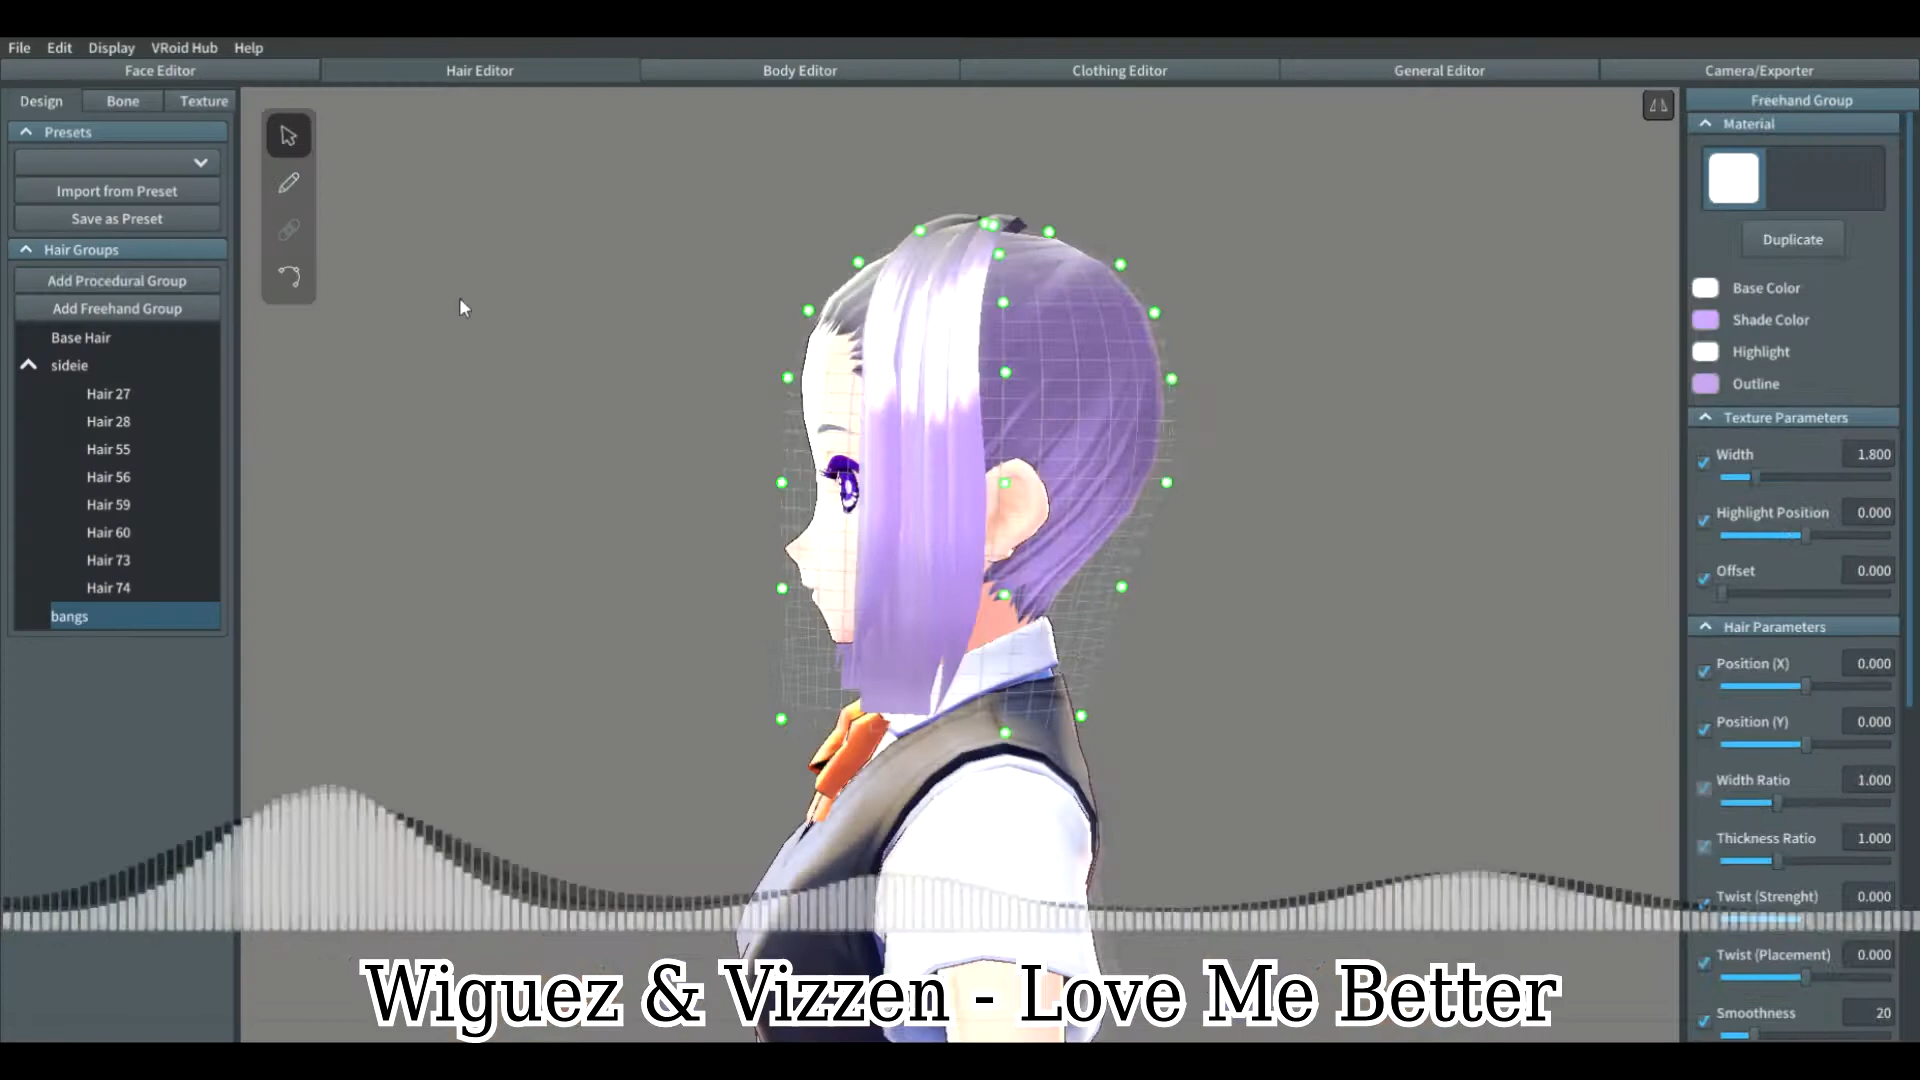 File Edit Display VRoid Hub Help
Face Editor Hair Editor Body Editor Clothing Editor General Editor Camera/Exporter
Design Bone Texture
Presets
Import from Preset
Save as Preset
Hair Groups
Add Procedural Group
Add Freehand Group
Base Hair
sideie
Hair 27
Hair 28
Hair 55
Hair 56
Hair 59
Hair 60
Hair 73
Hair 74
bangs
Freehand Group
Material
Duplicate
Base Color
Shade Color
Highlight
Outline
Texture Parameters
Width 1.800
Highlight Position 0.000
Offset 0.000
Hair Parameters
Position (X) 0.000
Position (Y) 0.000
Width Ratio 1.000
Thickness Ratio 1.000
Twist (Strenght) 0.000
Twist (Placement) 0.000
Smoothness 20
Wiguez & Vizzen - Love Me Better